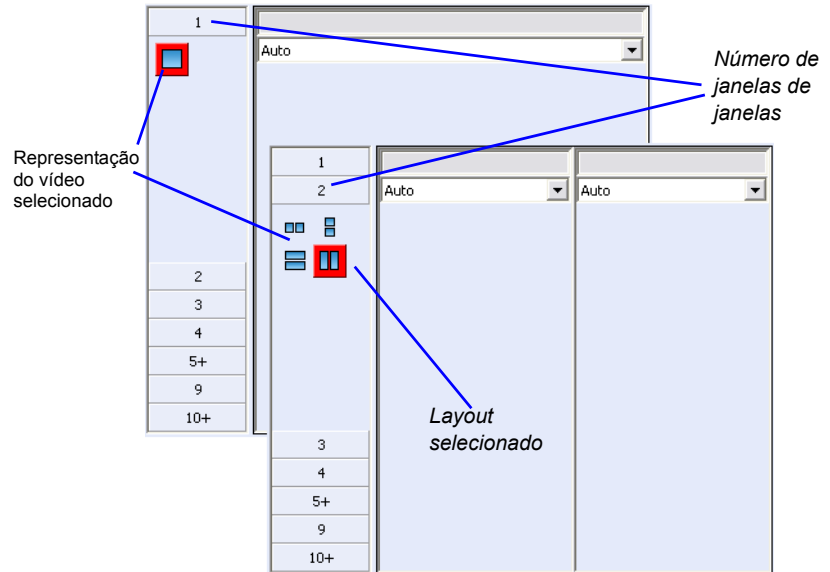 1
Auto
Número de
janelas de
janelas
Representação
do vídeo
selecionado
2
3
4
5+
9
10+
1
2
Auto
Auto
Layout
selecionado
3
4
5+
9
10+